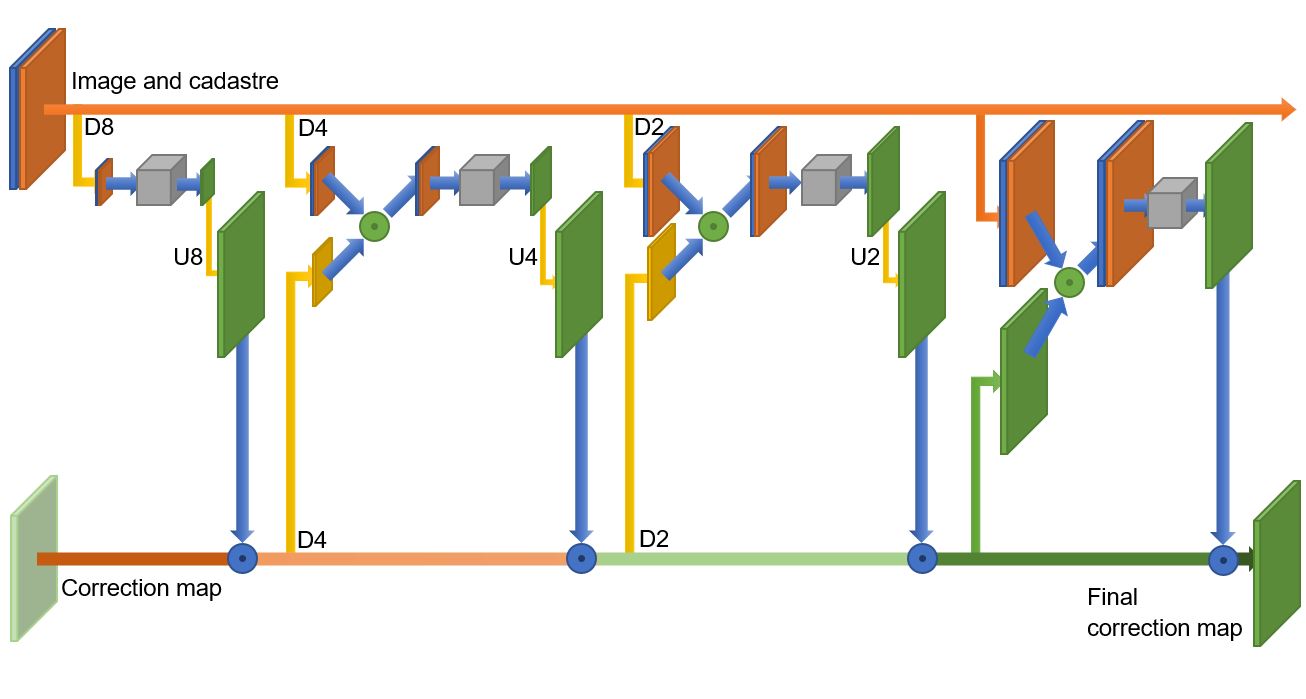 Image and cadastre
D8
D4
D2
U8
U4
U2
D4
D2
Correction map
Final
correction map